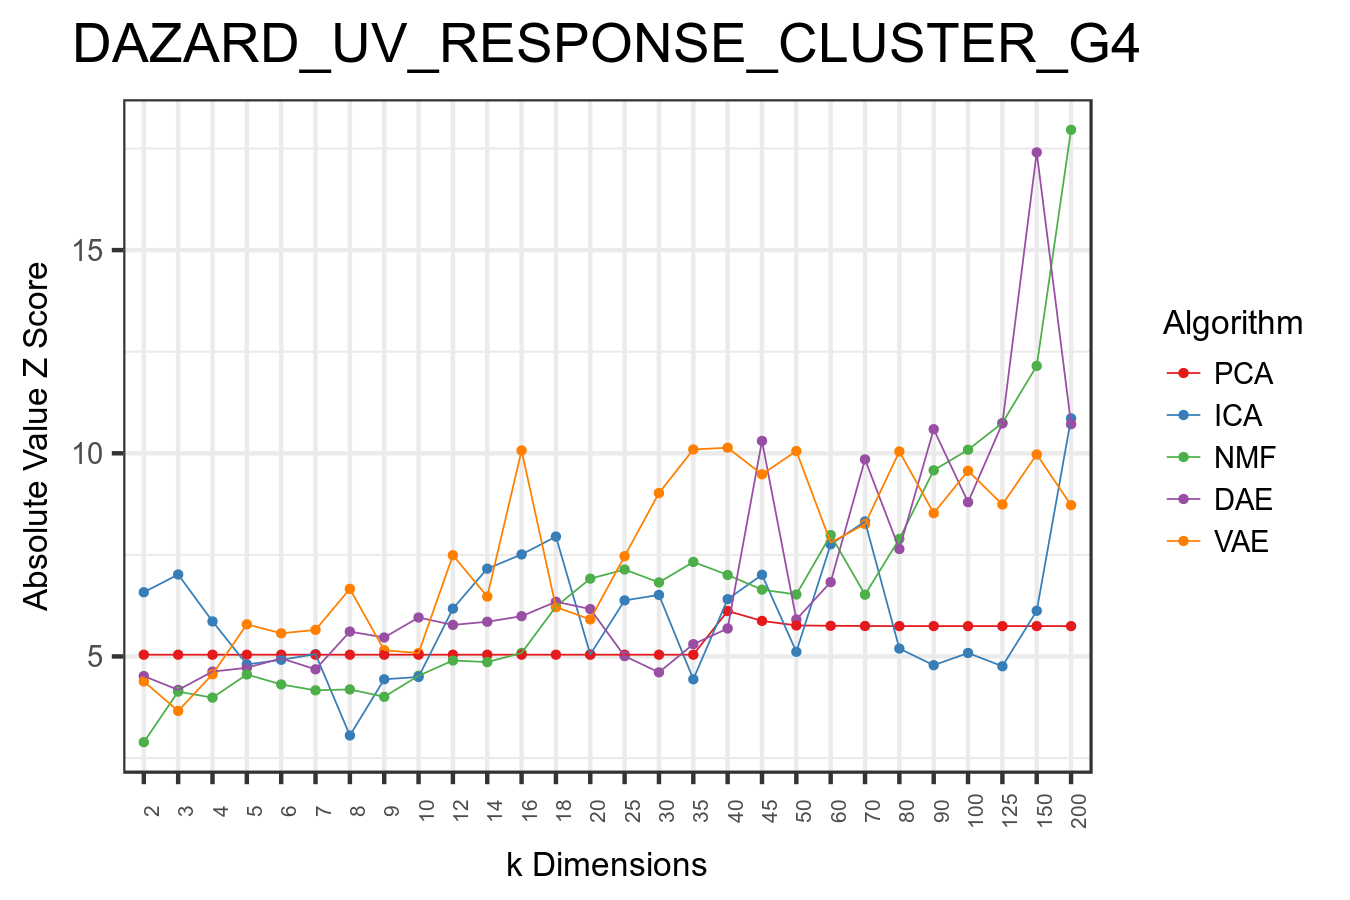 DAZARD_UV_RESPONSE_CLUSTER_G4
Absolute Value Z Score
15
10
5
2 3 4 5 6 7 8 9 10 12 14 16 18 20 25 30 35 40 45 50 60 70 80 90 100 125 150 200
k Dimensions
Algorithm
PCA
ICA
NMF
DAE
VAE